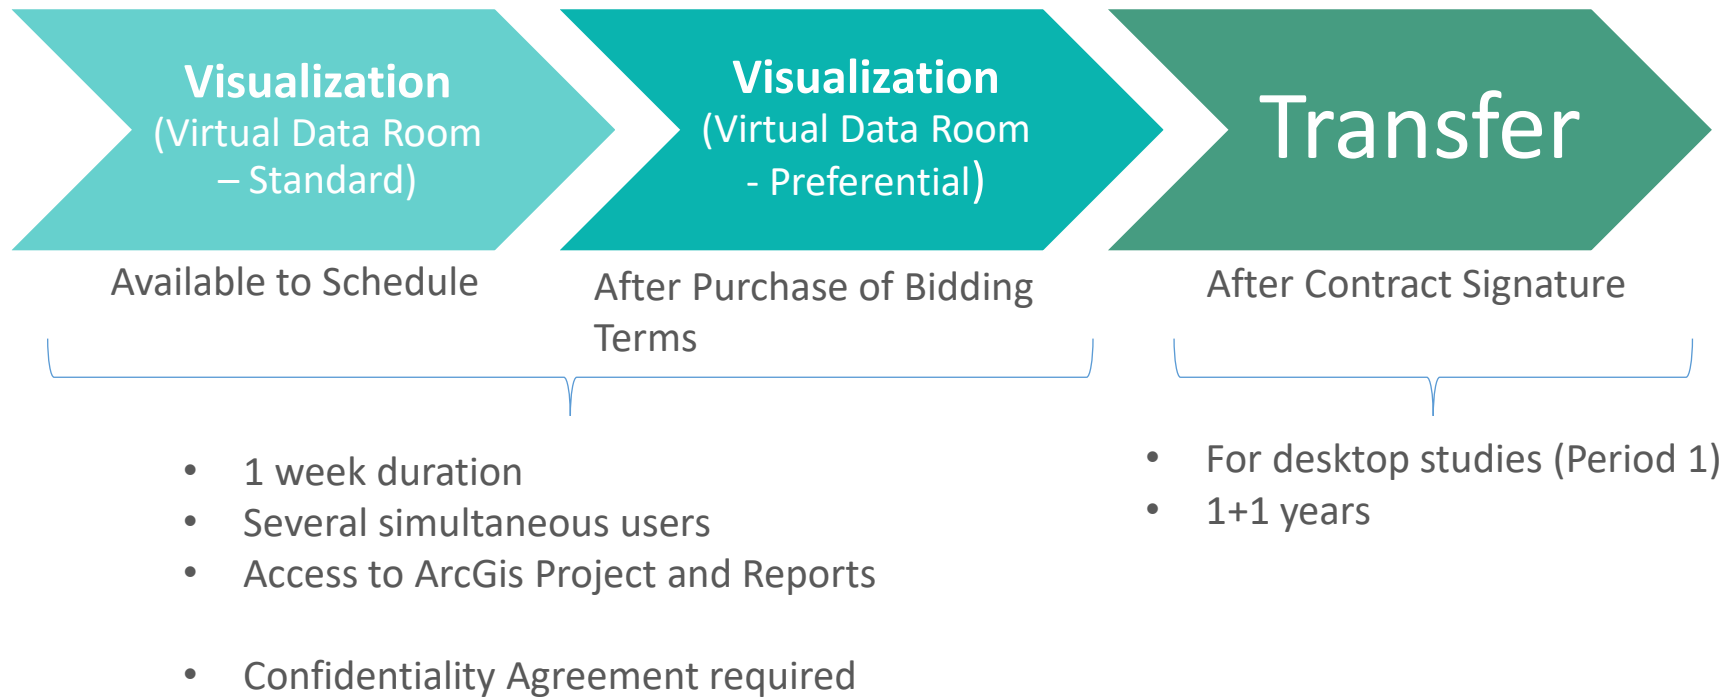 Visualization
(Virtual Data Room
– Standard)
Visualization
(Virtual Data Room
- Preferential)
Transfer
Available to Schedule
After Purchase of Bidding
Terms
After Contract Signature
• 1 week duration
• Several simultaneous users
• Access to ArcGis Project and Reports
• Confidentiality Agreement required
• For desktop studies (Period 1)
• 1+1 years